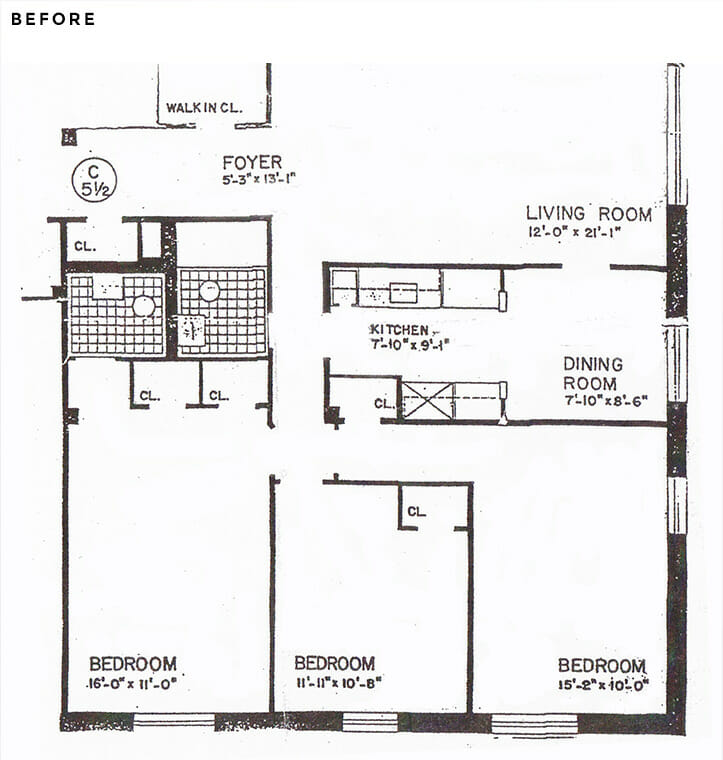 BEFORE
WALK IN CL.
FOYER
5'-3" x 13'-1"
C
5½
LIVING ROOM
12'-0" x 21'-1"
CL.
KITCHEN
7'-10" x 9'-1"
DINING
ROOM
7'-10" x 8'-6"
CL.
CL.
CL.
CL.
BEDROOM
16'-0" x 11'-0"
BEDROOM
11'-11" x 10'-8"
BEDROOM
15'-2" x 10'-0"